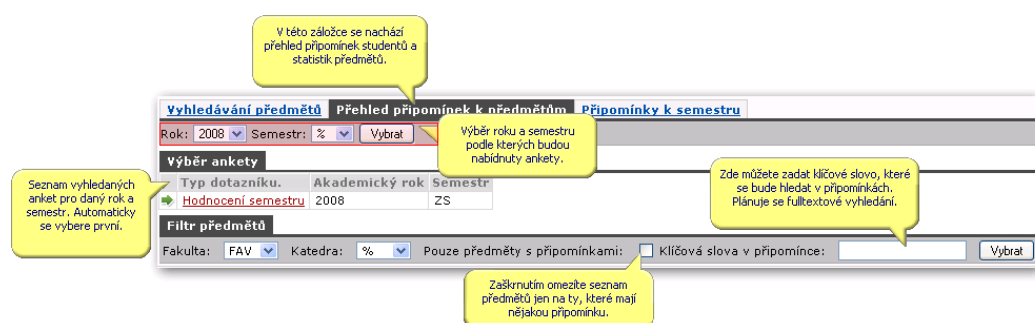 V této záložce se nachází
přehled připomínek studentů a
statistik předmětů.
Vyhledávání předmětů Přehled připomínek k předmětům Připomínky k semestru
Rok: 2008 Semestr: % Vybrat
Výběr roku a semestru
podle kterých budou
nabídnuty ankety.
Výběr ankety
Typ dotazníku. Akademický rok Semestr
Hodnocení semestru 2008 ZS
Seznam vyhledaných
anket pro daný rok a
semestr. Automaticky
se vybere první.
Zde můžete zadat klíčové slovo, které
se bude hledat v připomínkách.
Plánuje se fulltextové vyhledání.
Filtr předmětů
Fakulta: FAV Katedra: % Pouze předměty s připomínkami: Klíčová slova v připomínce: Vybrat
Zaškrtnutím omezíte seznam
předmětů jen na ty, které mají
nějakou připomínku.